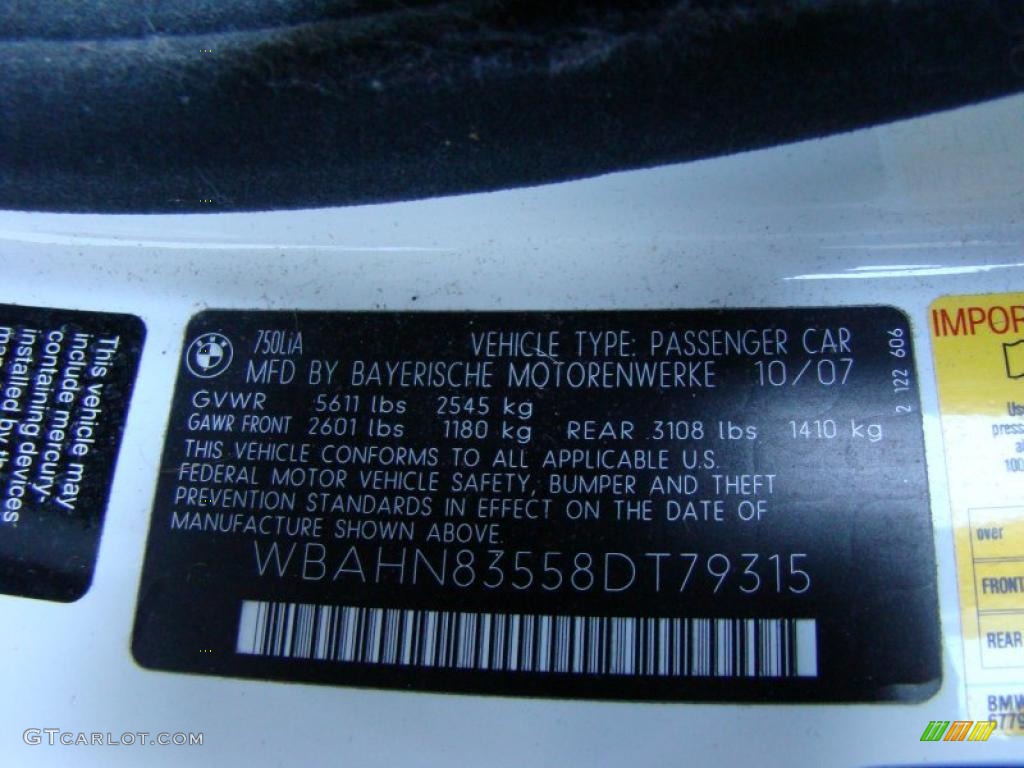 750LiA
VEHICLE TYPE: PASSENGER CAR
MFD BY BAYERISCHE MOTORENWERKE 10/07
GVWR 5611 lbs 2545 kg
GAWR FRONT 2601 lbs 1180 kg REAR 3108 lbs 1410 kg
THIS VEHICLE CONFORMS TO ALL APPLICABLE U.S.
FEDERAL MOTOR VEHICLE SAFETY, BUMPER AND THEFT
PREVENTION STANDARDS IN EFFECT ON THE DATE OF
MANUFACTURE SHOWN ABOVE.
WBAHN83558DT79315
2 122 606
This vehicle may
include mercury-
containing
installed by
devices
over
FRONT
REAR
BMW
GTCARLOT.COM